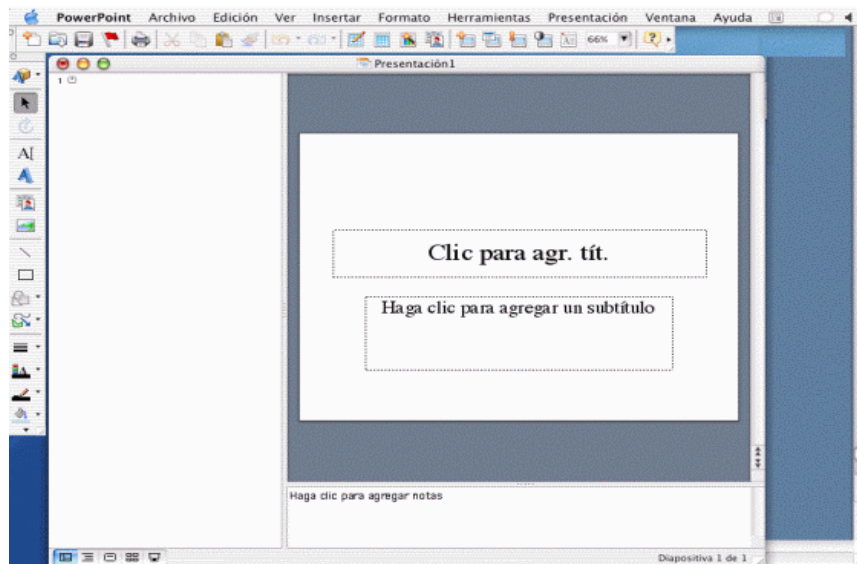 PowerPoint Archivo Edición Ver Insertar Formato Herramientas Presentación Ventana Ayuda
66%
Presentación1
1
Clic para agr. tít.
Haga clic para agregar un subtítulo
Haga clic para agregar notas
Diapositiva 1 de 1